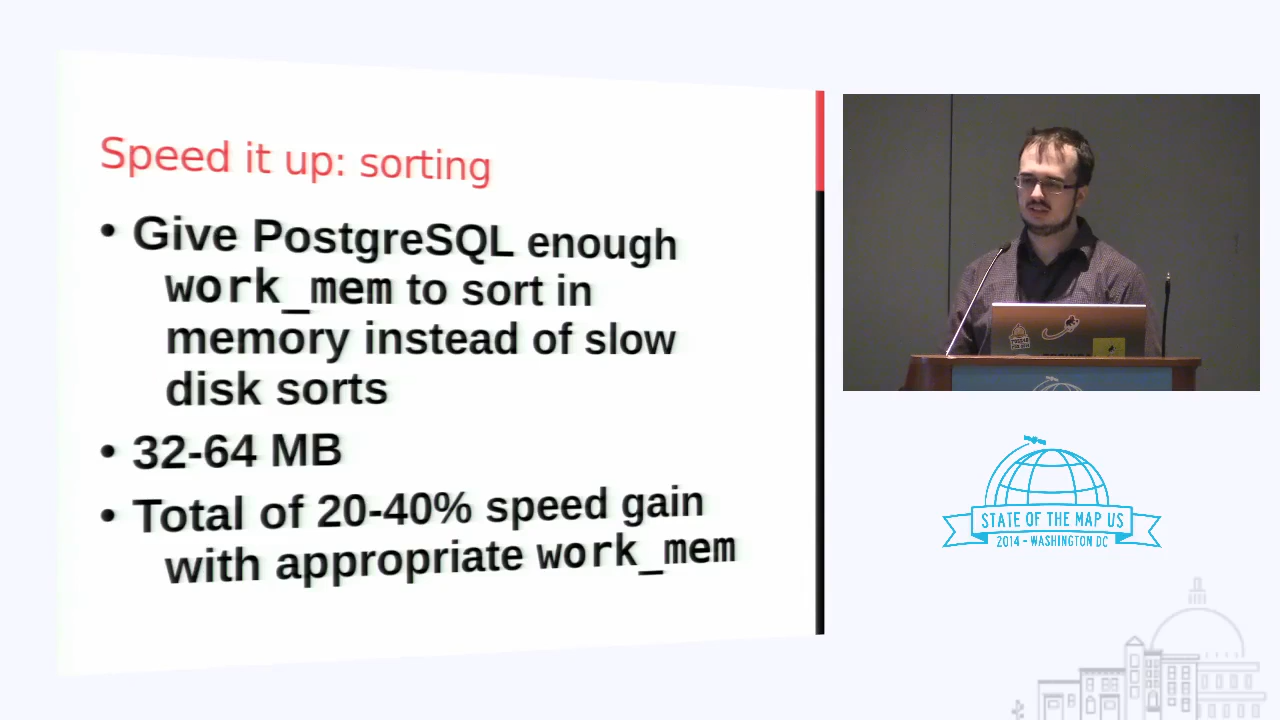 Speed it up: sorting
• Give PostgreSQL enough
work_mem to sort in
memory instead of slow
disk sorts
• 32-64 MB
• Total of 20-40% speed gain
with appropriate work_mem
STATE OF THE MAP US
2014 - WASHINGTON DC